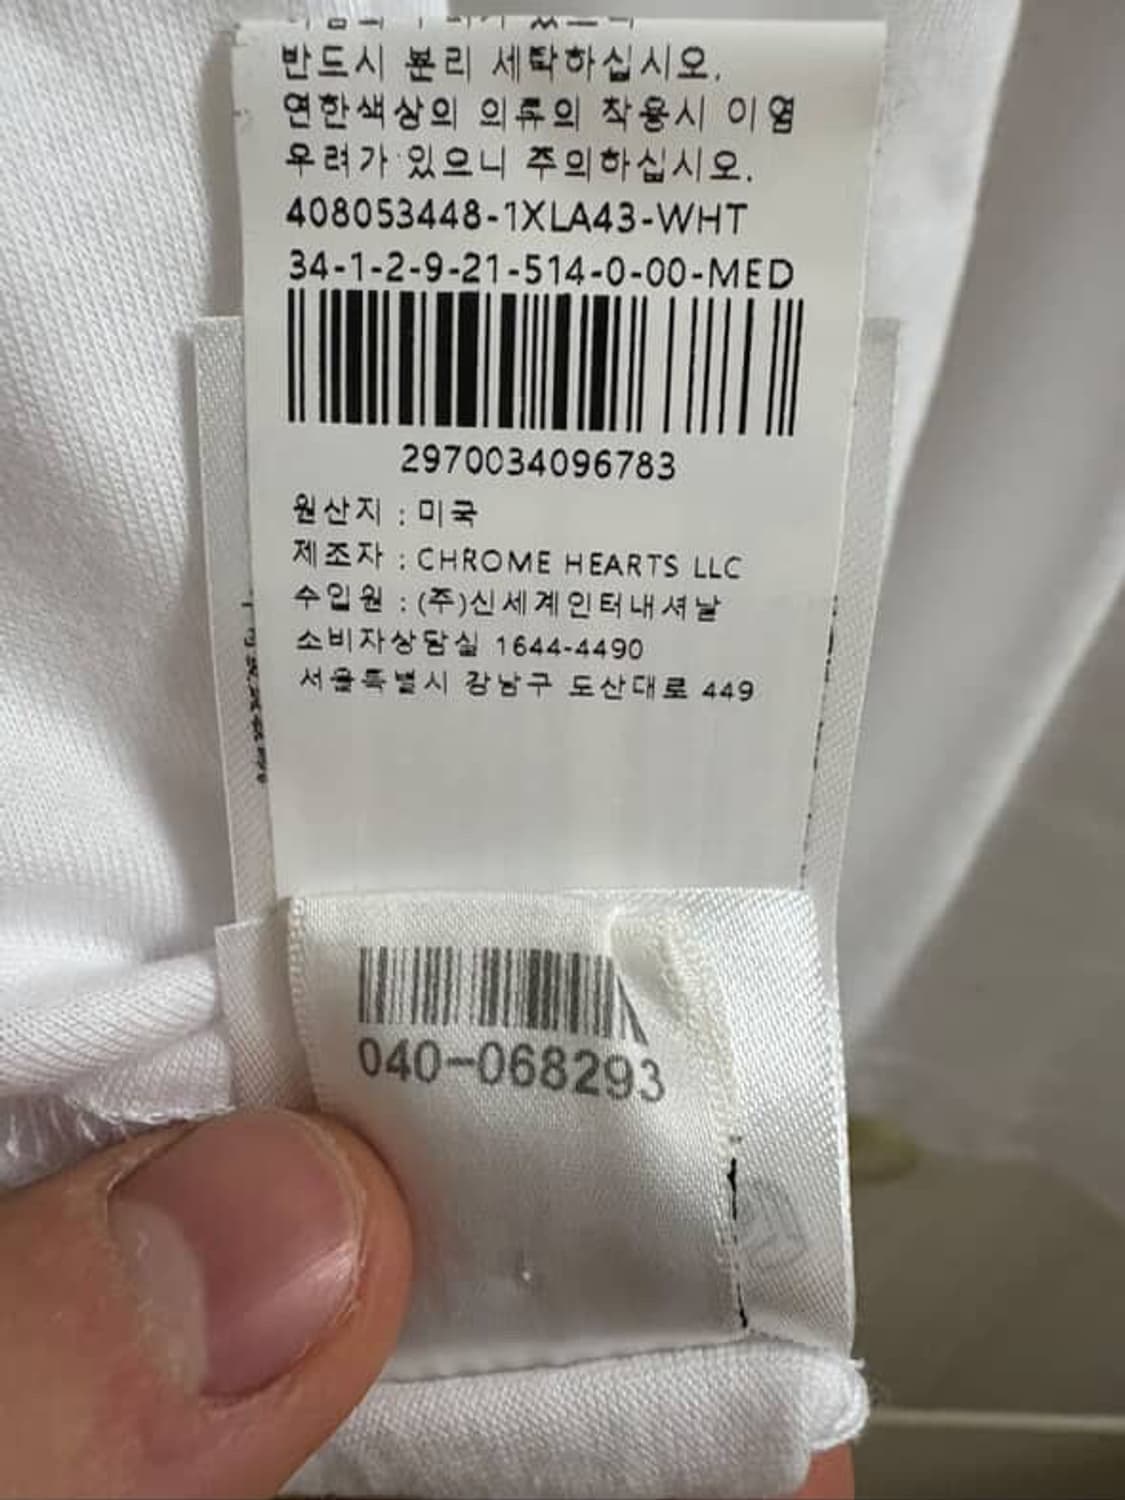 반드시 분리 세탁하십시오.
연한색상의 의류의 착용시 이염
우려가 있으니 주의하십시오.
408053448-1XLA43-WHT
34-1-2-9-21-514-0-00-MED
2970034096783
원산지 : 미국
제조자 : CHROME HEARTS LLC
수입원 : (주)신세계인터내셔날
소비자상담실 1644-4490
서울특별시 강남구 도산대로 449
040-068293